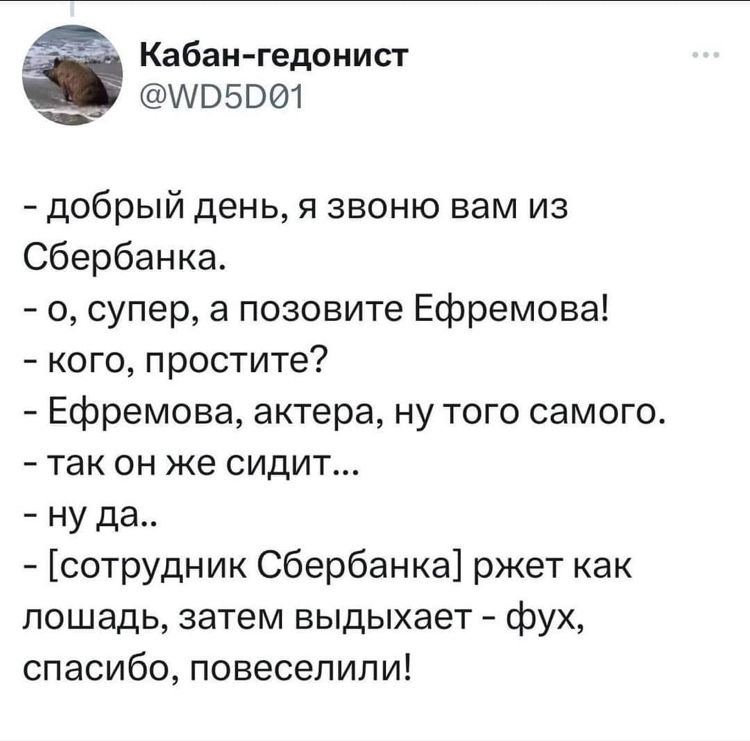 Кабан-гедонист
@WD5D01
- добрый день, я звоню вам из
Сбербанка.
- о, супер, а позовите Ефремова!
- кого, простите?
- Ефремова, актера, ну того самого.
- так он же сидит...
- ну да..
- [сотрудник Сбербанка] ржет как
лошадь, затем выдыхает - фух,
спасибо, повеселили!